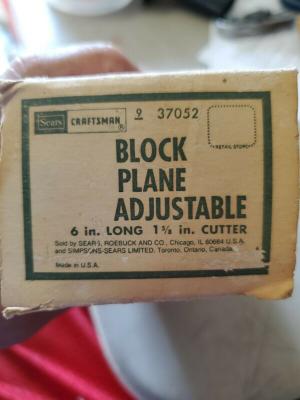 Sears CRAFTSMAN ® 9 37052
RETAIL STORE
BLOCK
PLANE
ADJUSTABLE
6 in. LONG 1⅝ in. CUTTER
Sold by SEARS, ROEBUCK AND CO., Chicago, IL 60684 U.S.A.
and SIMPSONS-SEARS LIMITED, Toronto, Ontario, Canada
Made in U.S.A.